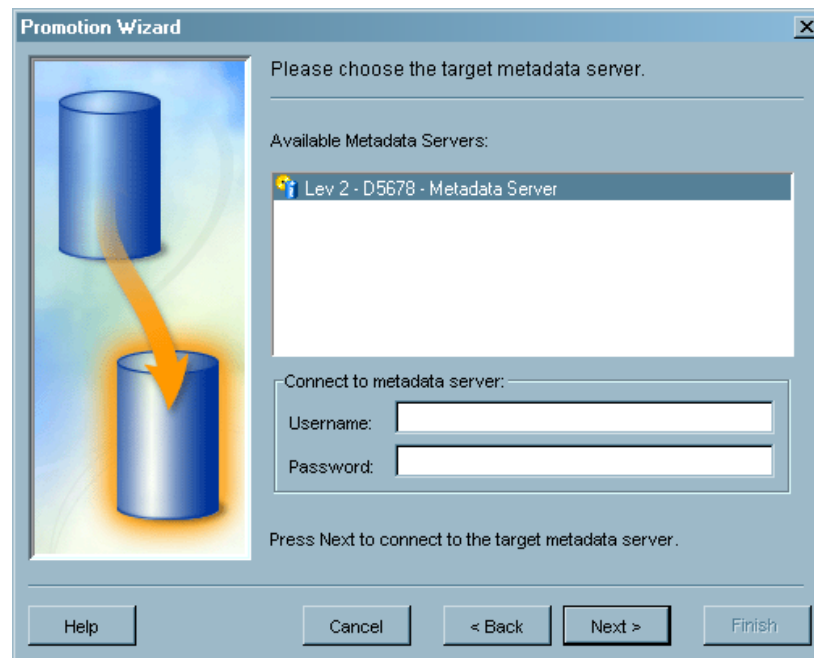 Promotion Wizard
Please choose the target metadata server.
Available Metadata Servers:
Lev 2 - D5678 - Metadata Server
Connect to metadata server:
Username:
Password:
Press Next to connect to the target metadata server.
Help
Cancel
< Back
Next >
Finish